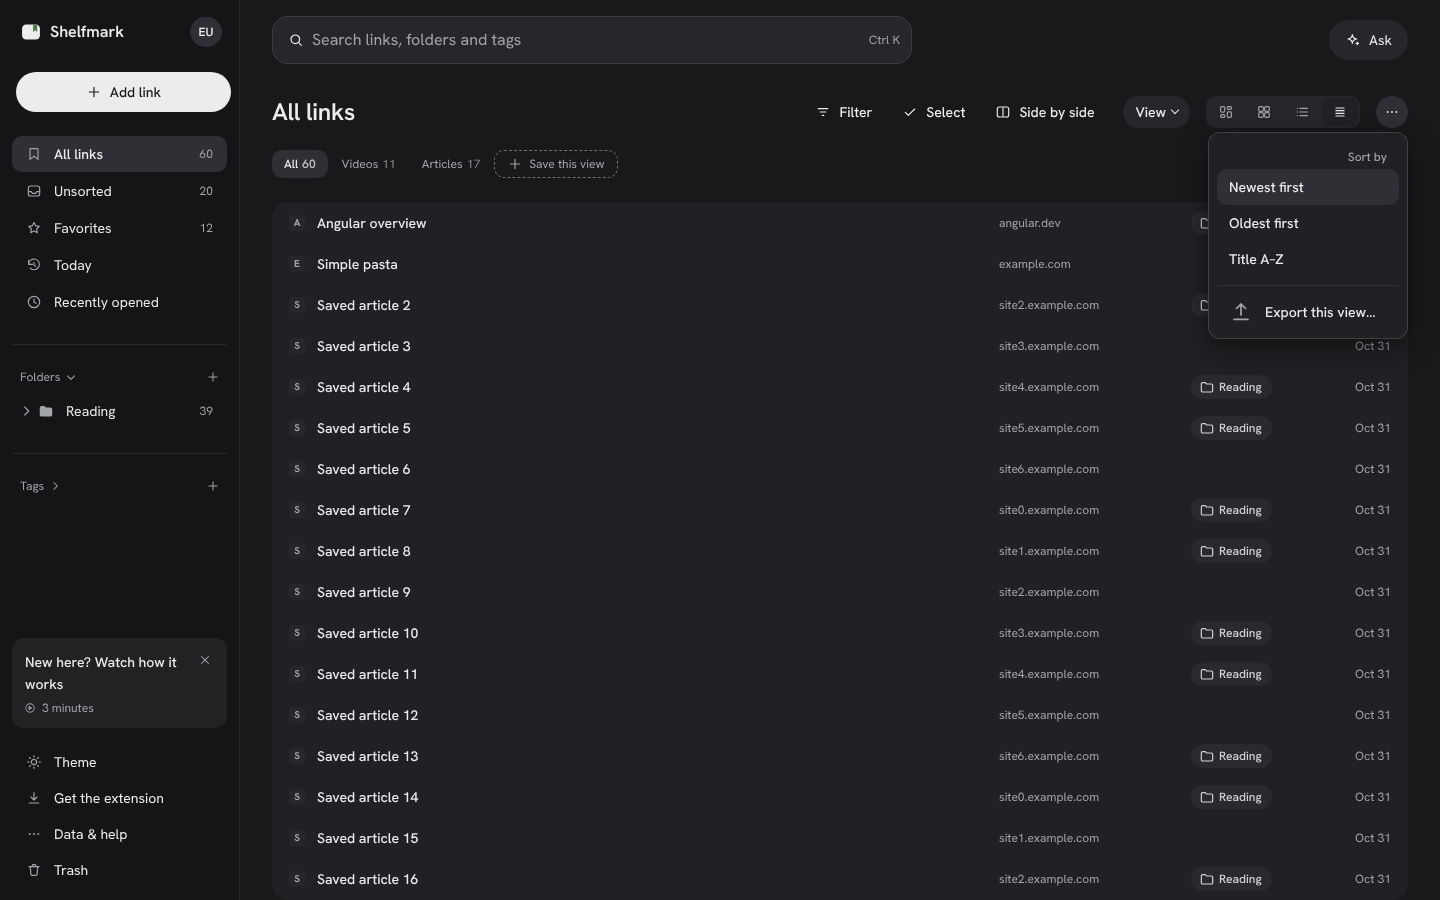 Shelfmark
EU
Add link
All links 60
Unsorted 20
Favorites 12
Today
Recently opened
Folders
Reading 39
Tags
New here? Watch how it
works
3 minutes
Theme
Get the extension
Data & help
Trash
Search links, folders and tags Ctrl K
Ask
All links
Filter Select Side by side View
All 60 Videos 11 Articles 17 Save this view
Sort by
Newest first
Oldest first
Title A–Z
Export this view...
A Angular overview angular.dev
E Simple pasta example.com
S Saved article 2 site2.example.com
S Saved article 3 site3.example.com Oct 31
S Saved article 4 site4.example.com Reading Oct 31
S Saved article 5 site5.example.com Reading Oct 31
S Saved article 6 site6.example.com Oct 31
S Saved article 7 site0.example.com Reading Oct 31
S Saved article 8 site1.example.com Reading Oct 31
S Saved article 9 site2.example.com Oct 31
S Saved article 10 site3.example.com Reading Oct 31
S Saved article 11 site4.example.com Reading Oct 31
S Saved article 12 site5.example.com Oct 31
S Saved article 13 site6.example.com Reading Oct 31
S Saved article 14 site0.example.com Reading Oct 31
S Saved article 15 site1.example.com Oct 31
S Saved article 16 site2.example.com Reading Oct 31